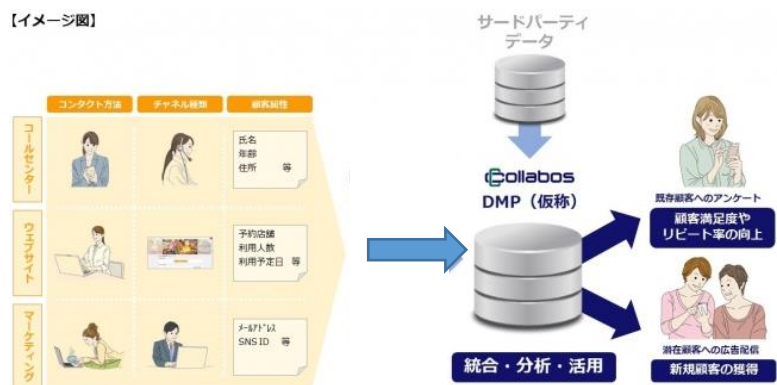 【イメージ図】
コンタクト方法
チャネル種類
顧客属性
コールセンター
氏名
年齢
住所 等
ウェブサイト
予約店舗
利用人数
利用予定日 等
マーケティング
ﾒｰﾙｱﾄﾞﾚｽ
SNS ID 等
サードパーティ
データ
Collabos
DMP（仮称）
統合・分析・活用
既存顧客へのアンケート
顧客満足度や
リピート率の向上
潜在顧客への広告配信
新規顧客の獲得